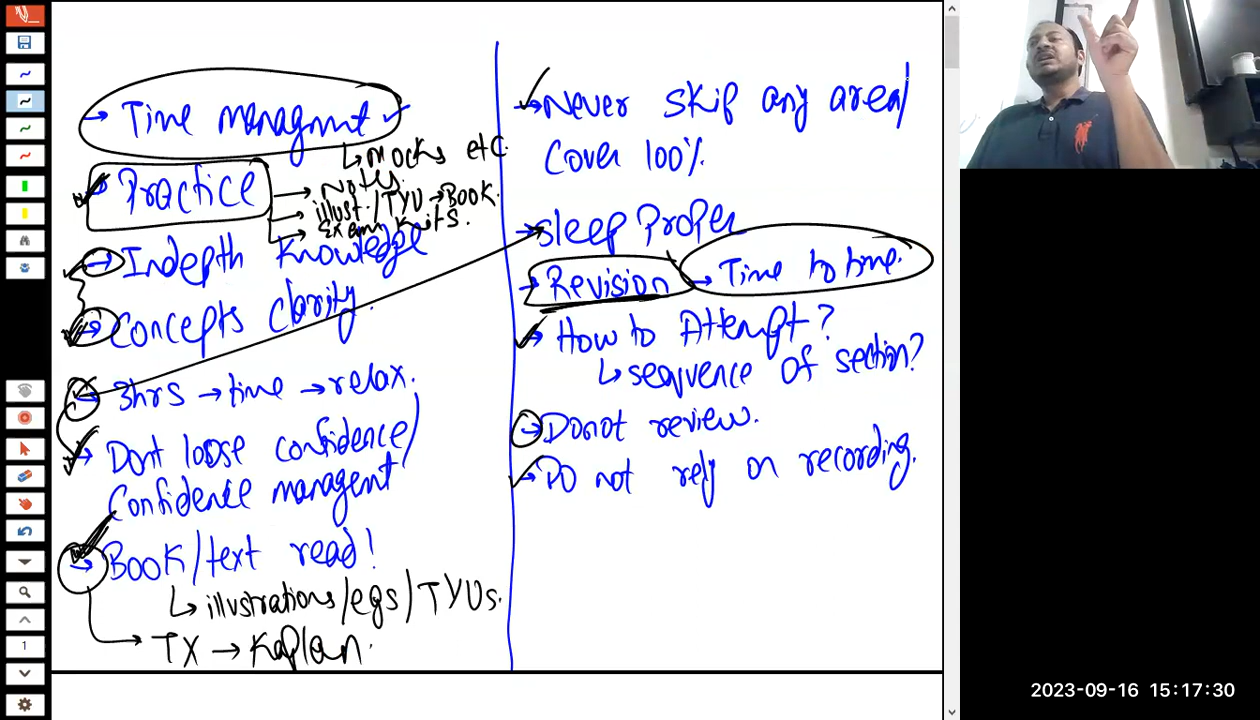 → Time managmnt
↳ mocks etc.
→ Practice
→ Notes.
→ illust./TYU → Book.
→ Exam kits.
→ Indepth knowledge
→ Concepts clarity.
→ 3hrs → time → relax.
→ Dont loose confidence/
Confidence managent
→ Book/text read!
↳ illustrations/egs/TYUs.
→ TX → Kaplan.
→ Never skip any area/
Cover 100%
→ sleep Proper
→ Revision → Time to time.
→ How to Attempt?
↳ sequence of section?
→ Donot review.
→ DO not rely on recording.
1
2023-09-16 15:17:30